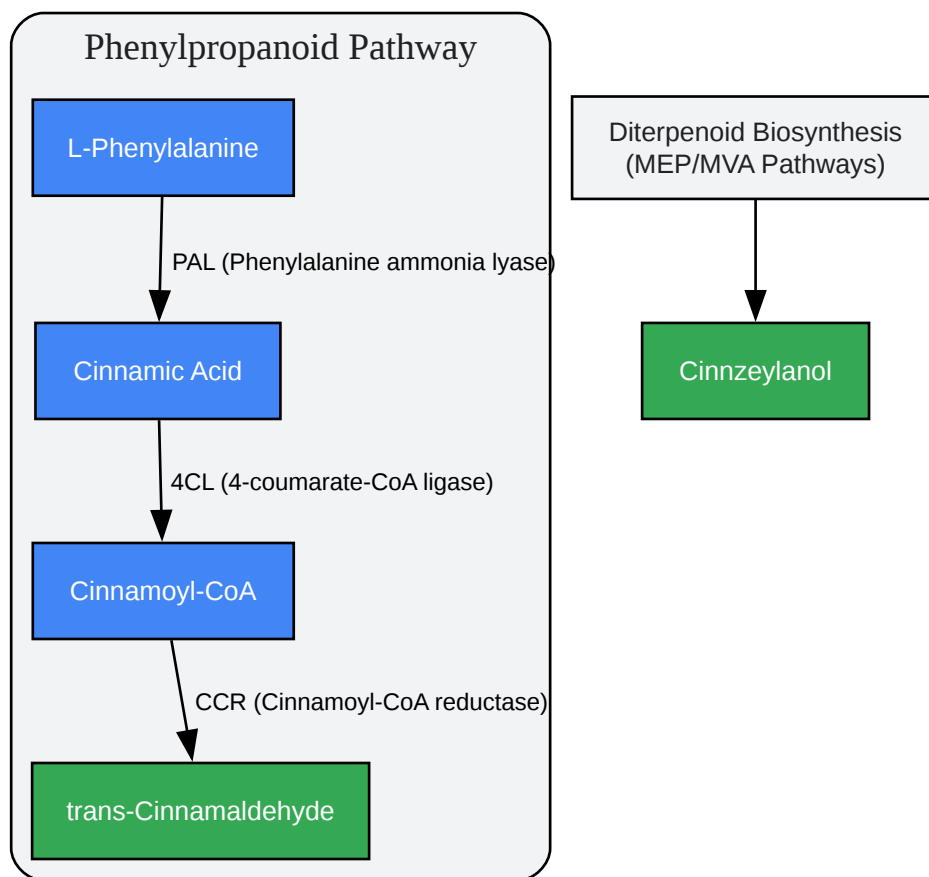 Phenylpropanoid Pathway
L-Phenylalanine
PAL (Phenylalanine ammonia lyase)
Cinnamic Acid
4CL (4-coumarate-CoA ligase)
Cinnamoyl-CoA
CCR (Cinnamoyl-CoA reductase)
trans-Cinnamaldehyde
Diterpenoid Biosynthesis
(MEP/MVA Pathways)
Cinnzeylanol